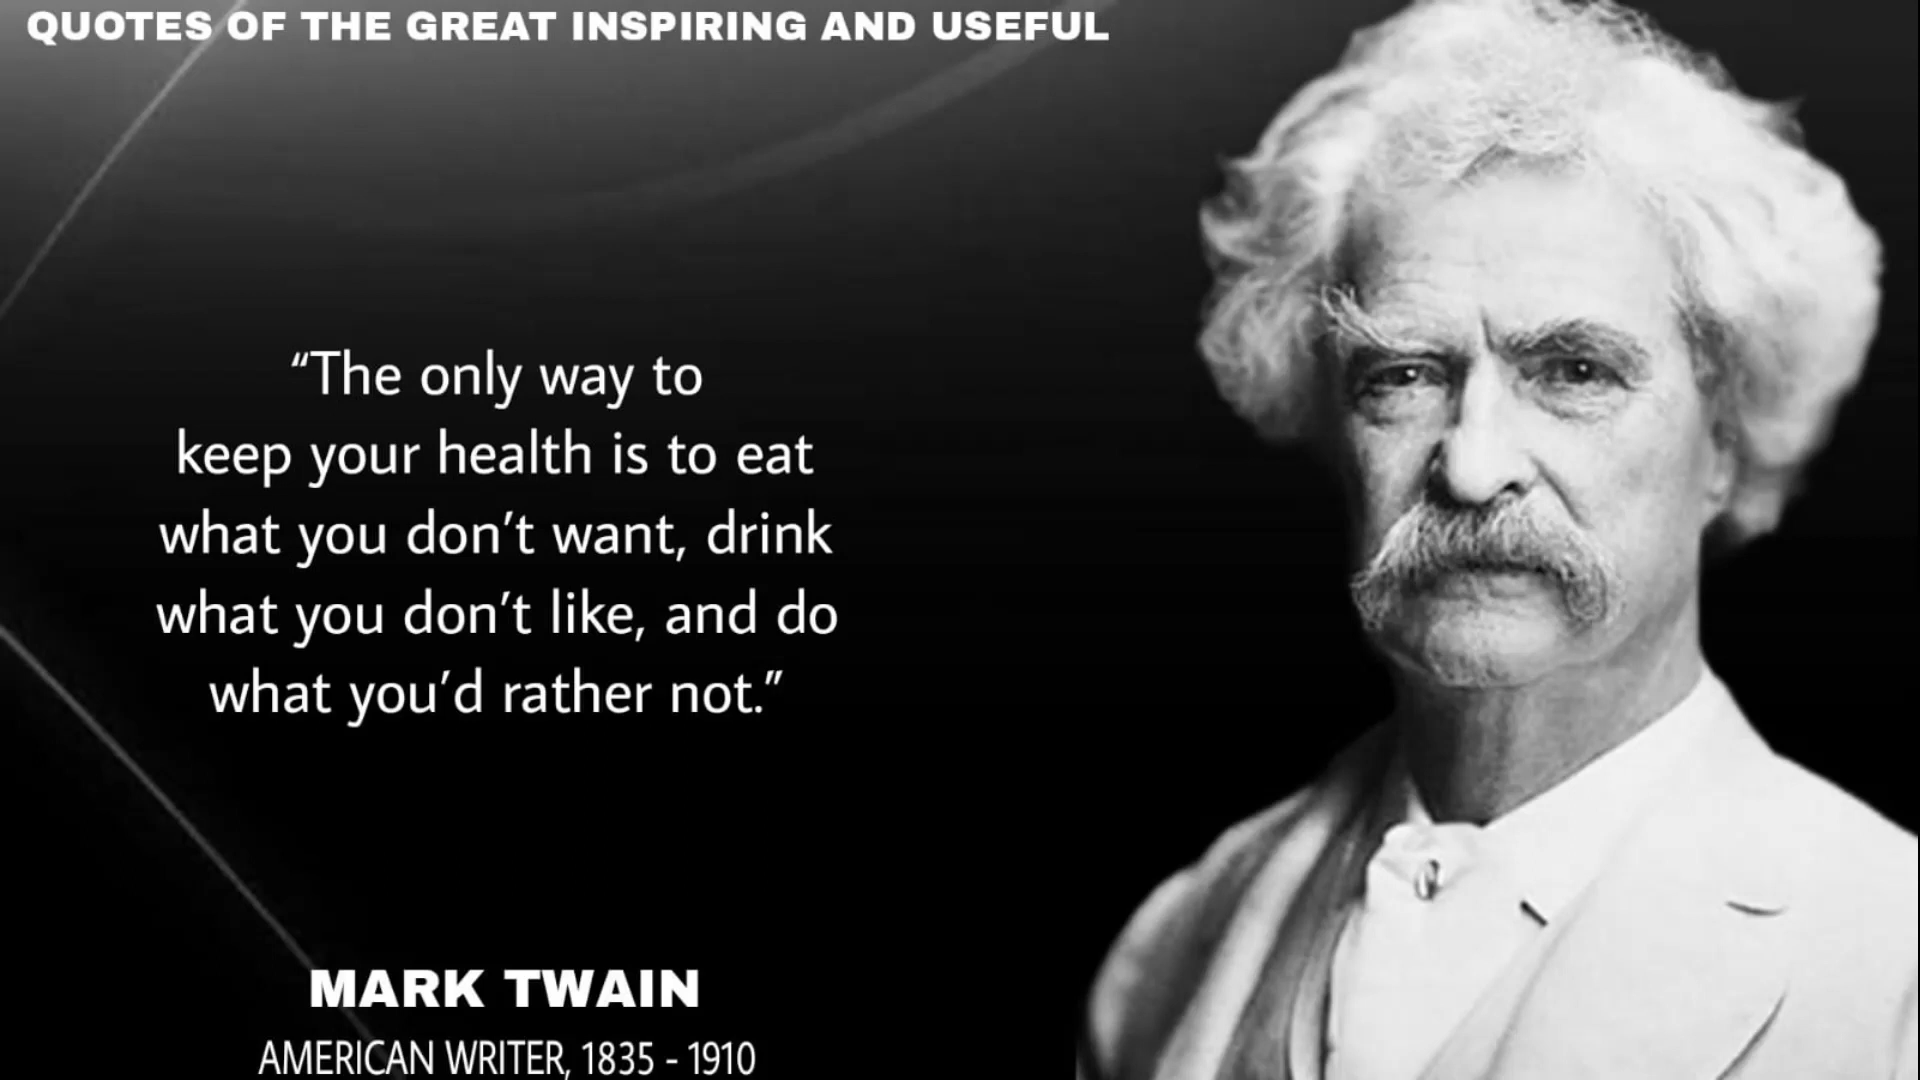 QUOTES OF THE GREAT INSPIRING AND USEFUL
“The only way to
keep your health is to eat
what you don’t want, drink
what you don’t like, and do
what you’d rather not.”
MARK TWAIN
AMERICAN WRITER, 1835 - 1910